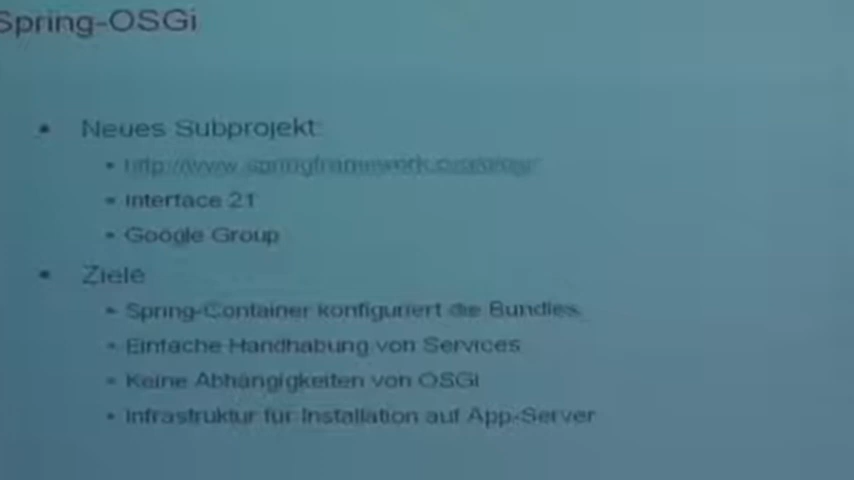 Spring-OSGi
• Neues Subprojekt:
• http://www.springframework.org/osgi/
• Interface 21
• Google Group
• Ziele
• Spring-Container konfiguriert die Bundles
• Einfache Handhabung von Services
• Keine Abhängigkeiten von OSGi
• Infrastruktur für Installation auf App-Server